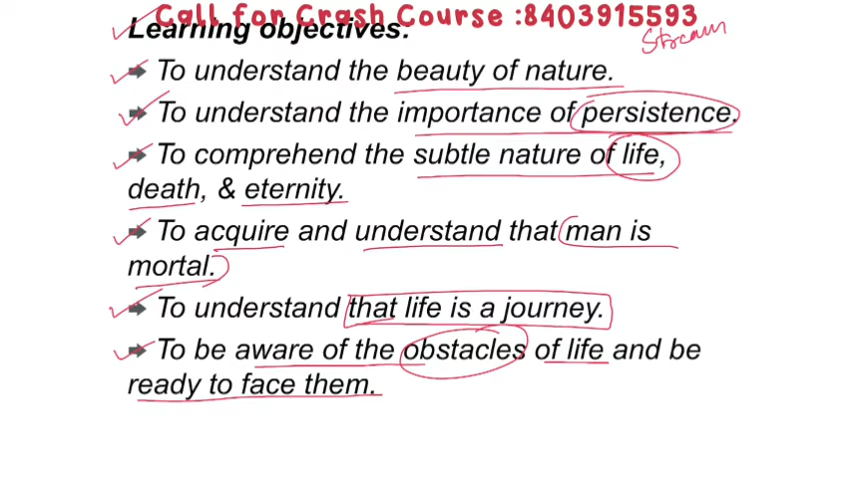 Call for Crash Course :8403915593
Learning objectives:
Stream
➡ To understand the beauty of nature.
➡ To understand the importance of persistence.
➡ To comprehend the subtle nature of life,
death, & eternity.
➡ To acquire and understand that man is
mortal.
➡ To understand that life is a journey.
➡ To be aware of the obstacles of life and be
ready to face them.